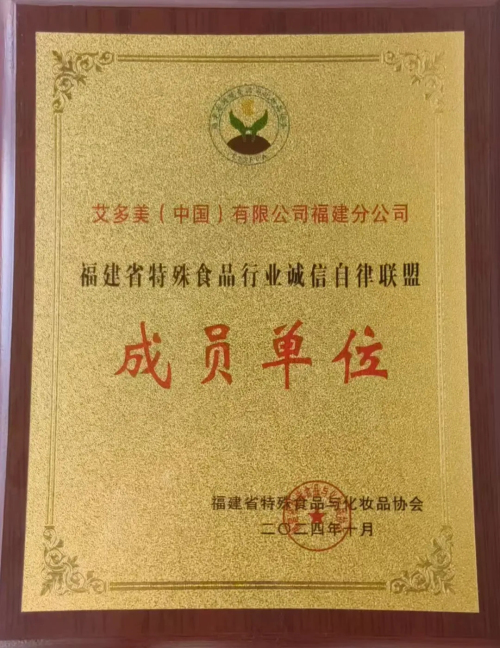 艾多美（中国）有限公司福建分公司
福建省特殊食品行业诚信自律联盟
成员单位
福建省特殊食品与化妆品协会
二〇二四年十月